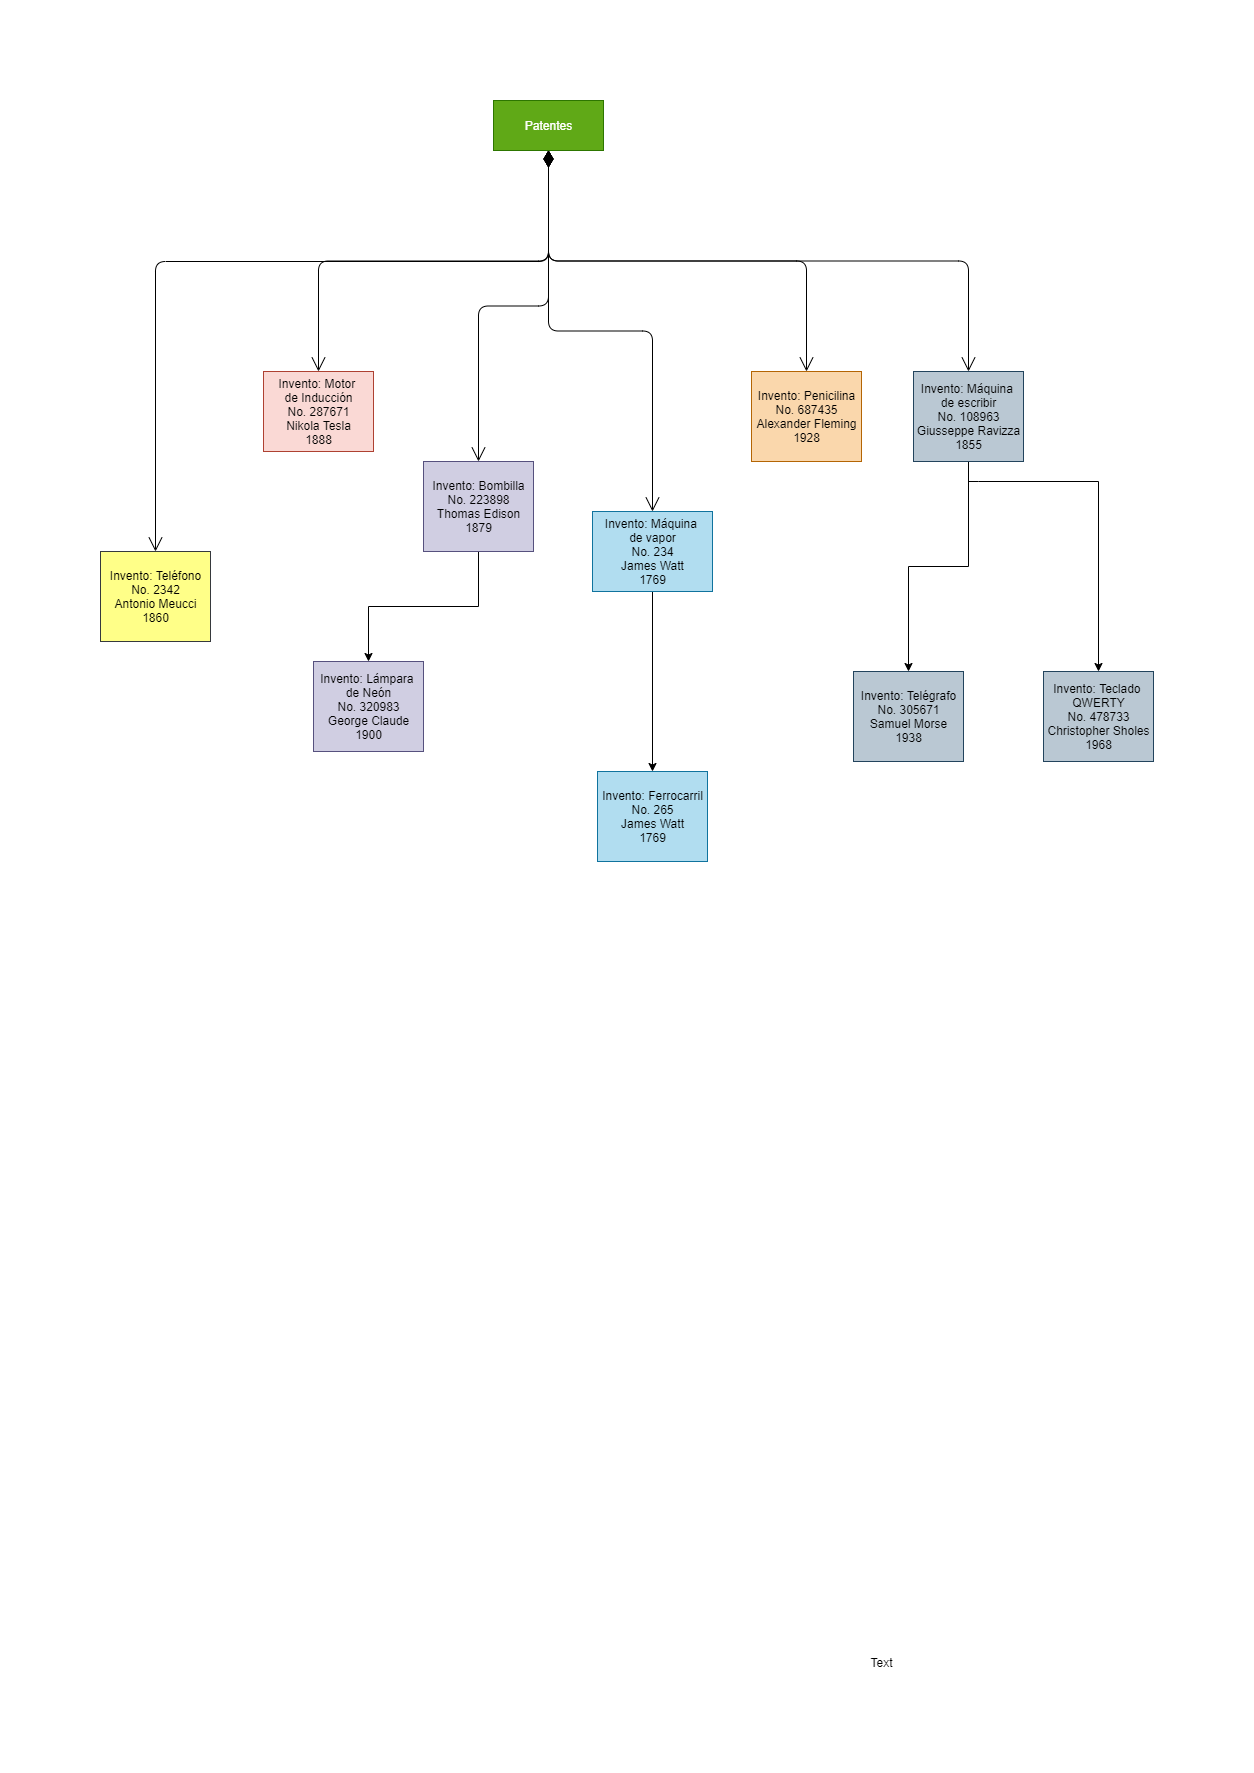 Patentes
Invento: Motor
de Inducción
No. 287671
Nikola Tesla
1888
Invento: Penicilina
No. 687435
Alexander Fleming
1928
Invento: Máquina
de escribir
No. 108963
Giusseppe Ravizza
1855
Invento: Bombilla
No. 223898
Thomas Edison
1879
Invento: Máquina
de vapor
No. 234
James Watt
1769
Invento: Teléfono
No. 2342
Antonio Meucci
1860
Invento: Lámpara
de Neón
No. 320983
George Claude
1900
Invento: Telégrafo
No. 305671
Samuel Morse
1938
Invento: Teclado
QWERTY
No. 478733
Christopher Sholes
1968
Invento: Ferrocarril
No. 265
James Watt
1769
Text